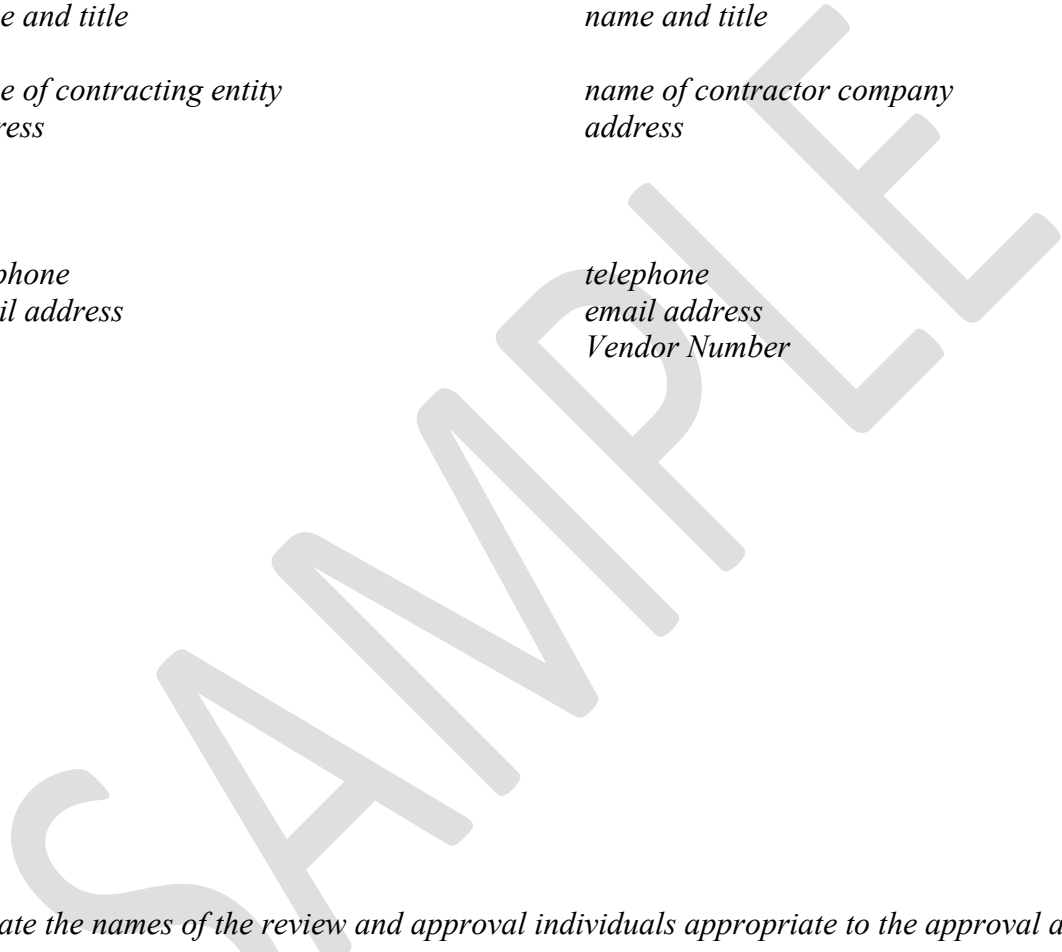 e and title
name and title
e of contracting entity
name of contractor company
ress
address
phone
telephone
il address
email address
Vendor Number
SAMPLE
ate the names of the review and approval individuals appropriate to the approval a